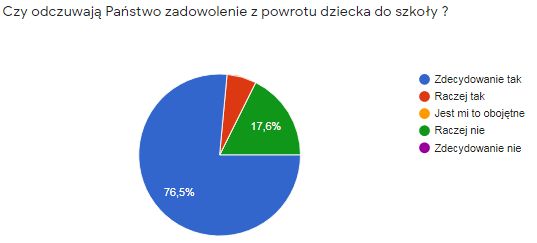 Czy odczuwają Państwo zadowolenie z powrotu dziecka do szkoły ?
Zdecydowanie tak
Raczej tak
Jest mi to obojętne
Raczej nie
Zdecydowanie nie
17,6%
76,5%